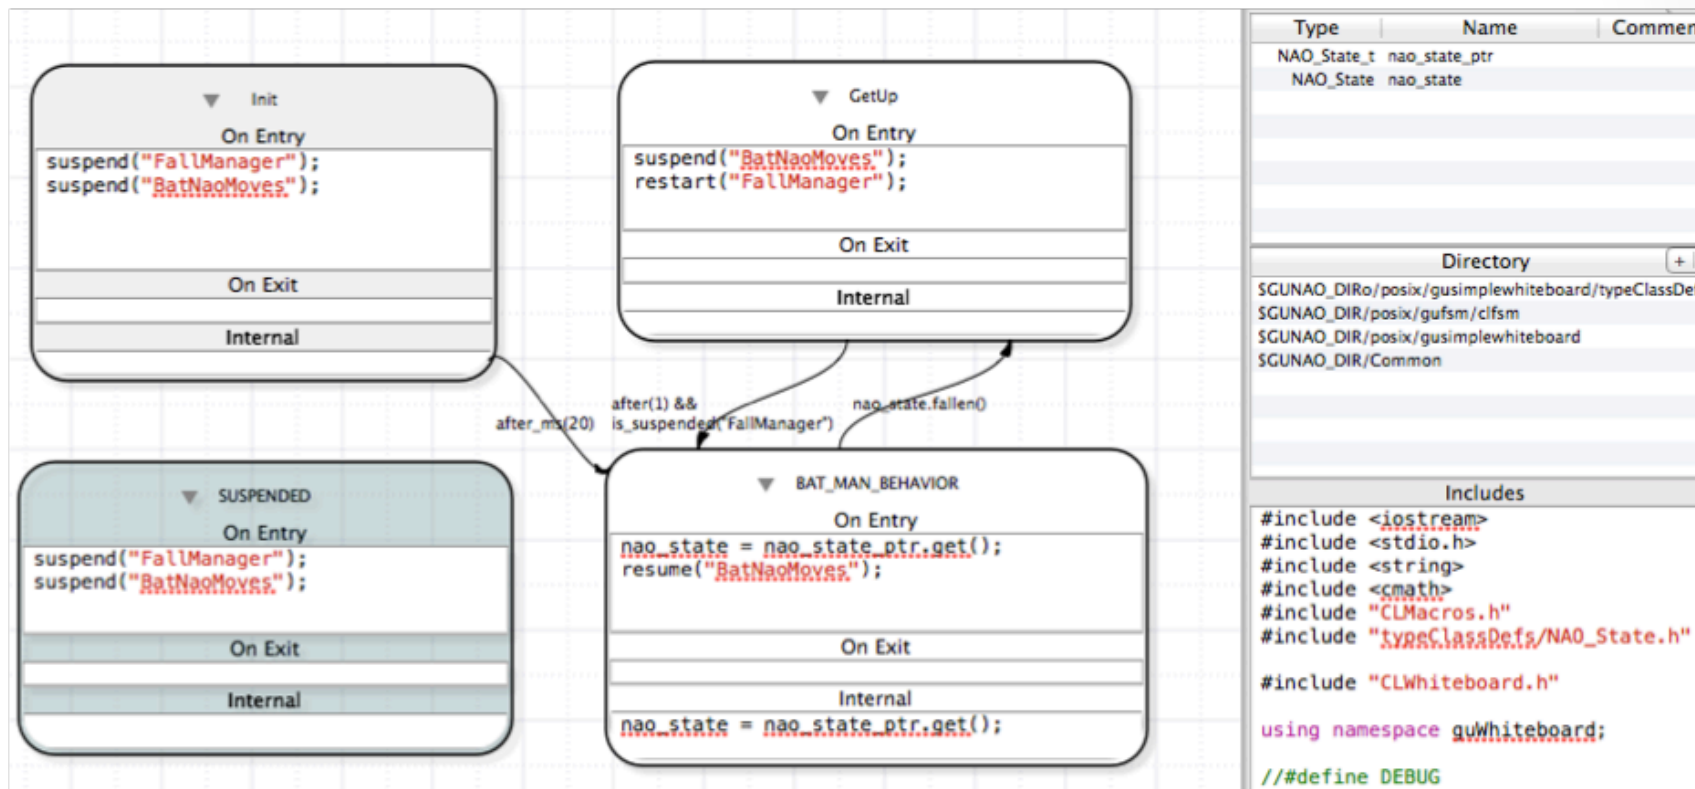 Init
On Entry
suspend("FallManager");
suspend("BatNaoMoves");
On Exit
Internal
GetUp
On Entry
suspend("BatNaoMoves");
restart("FallManager");
On Exit
Internal
after_ms(20)
after(1) &&
is_suspended("FallManager")
nao_state.fallen()
SUSPENDED
On Entry
suspend("FallManager");
suspend("BatNaoMoves");
On Exit
Internal
BAT_MAN_BEHAVIOR
On Entry
nao_state = nao_state_ptr.get();
resume("BatNaoMoves");
On Exit
Internal
nao_state = nao_state_ptr.get();
Type Name Commen
NAO_State_t nao_state_ptr
NAO_State nao_state
Directory +
$GUNAO_DIRo/posix/gusimplewhiteboard/typeClassDe
$GUNAO_DIR/posix/gufsm/clfsm
$GUNAO_DIR/posix/gusimplewhiteboard
$GUNAO_DIR/Common
Includes
#include <iostream>
#include <stdio.h>
#include <string>
#include <cmath>
#include "CLMacros.h"
#include "typeClassDefs/NAO_State.h"
#include "CLWhiteboard.h"
using namespace guWhiteboard;
//#define DEBUG